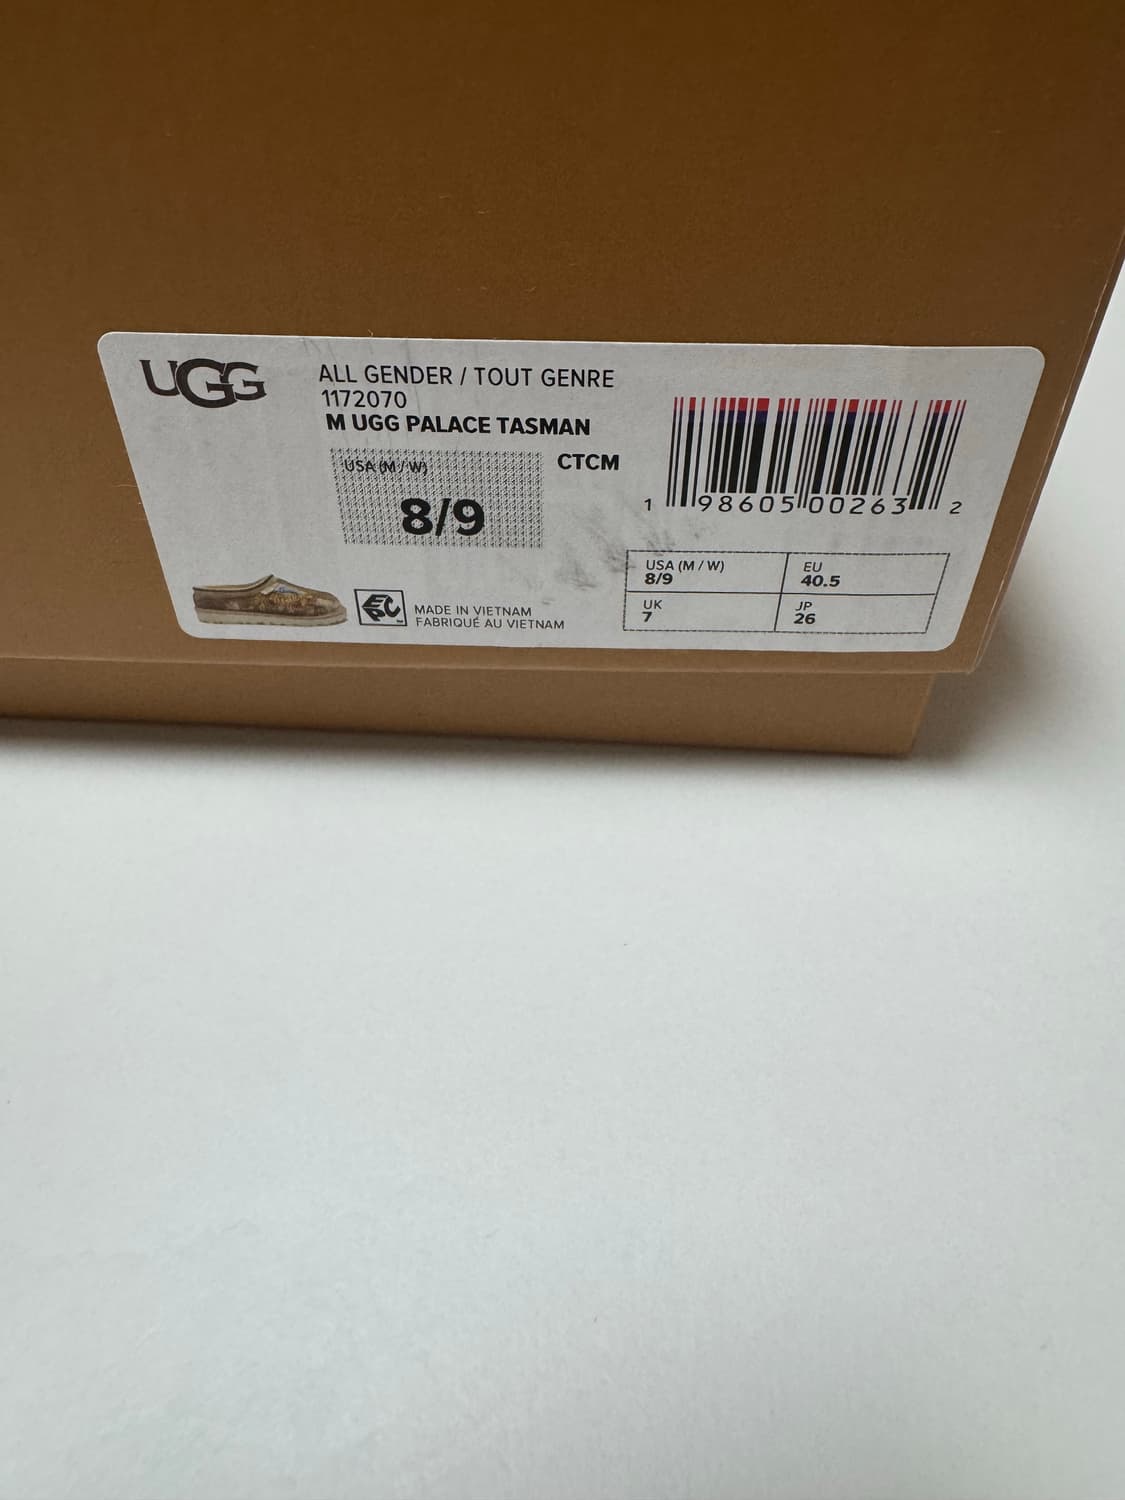 UGG
ALL GENDER / TOUT GENRE
1172070
M UGG PALACE TASMAN
CTCM
USA (M / W)
8/9
1 98605 00263 2
USA (M / W)
8/9
EU
40.5
UK
7
JP
26
MADE IN VIETNAM
FABRIQUÉ AU VIETNAM